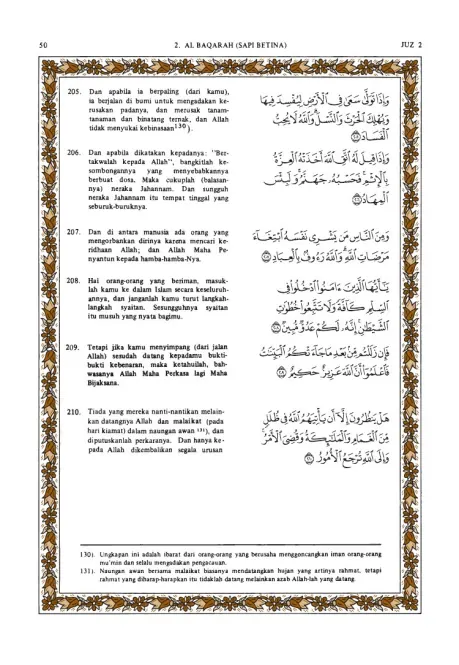 50
2. AL BAQARAH (SAPI BETINA)
JUZ 2
205. Dan apabila ia berpaling (dari kamu),
ia berjalan di bumi untuk mengadakan ke-
rusakan padanya, dan merusak tanam-
tanaman dan binatang ternak, dan Allah
tidak menyukai kebinasaan130).
وَإِذَا تَوَلَّىٰ سَعَىٰ فِي الْأَرْضِ لِيُفْسِدَ فِيهَا
وَيُهْلِكَ الْحَرْثَ وَالنَّسْلَ وَاللَّهُ لَا يُحِبُّ
الْفَسَادَ
206. Dan apabila dikatakan kepadanya: "Ber-
takwalah kepada Allah", bangkitlah ke-
sombongannya yang menyebabkannya
berbuat dosa. Maka cukuplah (balasan-
nya) neraka Jahannam. Dan sungguh
neraka Jahannam itu tempat tinggal yang
seburuk-buruknya.
وَإِذَا قِيلَ لَهُ اتَّقِ اللَّهَ أَخَذَتْهُ الْعِزَّةُ
بِالْإِثْمِ فَحَسْبُهُ جَهَنَّمُ وَلَبِئْسَ
الْمِهَادُ
207. Dan di antara manusia ada orang yang
mengorbankan dirinya karena mencari ke-
ridhaan Allah; dan Allah Maha Pe-
nyantun kepada hamba-hamba-Nya.
وَمِنَ النَّاسِ مَن يَشْرِي نَفْسَهُ ابْتِغَاءَ
مَرْضَاتِ اللَّهِ وَاللَّهُ رَءُوفٌ بِالْعِبَادِ
208. Hai orang-orang yang beriman, masuk-
lah kamu ke dalam Islam secara keseluruh-
annya, dan janganlah kamu turut langkah-
langkah syaitan. Sesungguhnya syaitan
itu musuh yang nyata bagimu.
يَا أَيُّهَا الَّذِينَ ءَامَنُوا ادْخُلُوا فِي
السِّلْمِ كَافَّةً وَلَا تَتَّبِعُوا خُطُوَاتِ
الشَّيْطَانِ إِنَّهُ لَكُمْ عَدُوٌّ مُّبِينٌ
209. Tetapi jika kamu menyimpang (dari jalan
Allah) sesudah datang kepadamu bukti-
bukti kebenaran, maka ketahuilah, bah-
wasanya Allah Maha Perkasa lagi Maha
Bijaksana.
فَإِن زَلَلْتُم مِّن بَعْدِ مَا جَاءَتْكُمُ الْبَيِّنَاتُ
فَاعْلَمُوا أَنَّ اللَّهَ عَزِيزٌ حَكِيمٌ
210. Tiada yang mereka nanti-nantikan melain-
kan datangnya Allah dan malaikat (pada
hari kiamat) dalam naungan awan 131), dan
diputuskanlah perkaranya. Dan hanya ke-
pada Allah dikembalikan segala urusan
هَلْ يَنظُرُونَ إِلَّا أَن يَأْتِيَهُمُ اللَّهُ فِي ظُلَلٍ
مِّنَ الْغَمَامِ وَالْمَلَائِكَةُ وَقُضِيَ الْأَمْرُ
وَإِلَى اللَّهِ تُرْجَعُ الْأُمُورُ
130). Ungkapan ini adalah ibarat dari orang-orang yang berusaha menggoncangkan iman orang-orang
mu'min dan selalu mengadakan pengacauan.
131). Naungan awan bersama malaikat biasanya mendatangkan hujan yang artinya rahmat, tetapi
rahmat yang diharap-harapkan itu tidaklah datang melainkan azab Allah-lah yang datang.